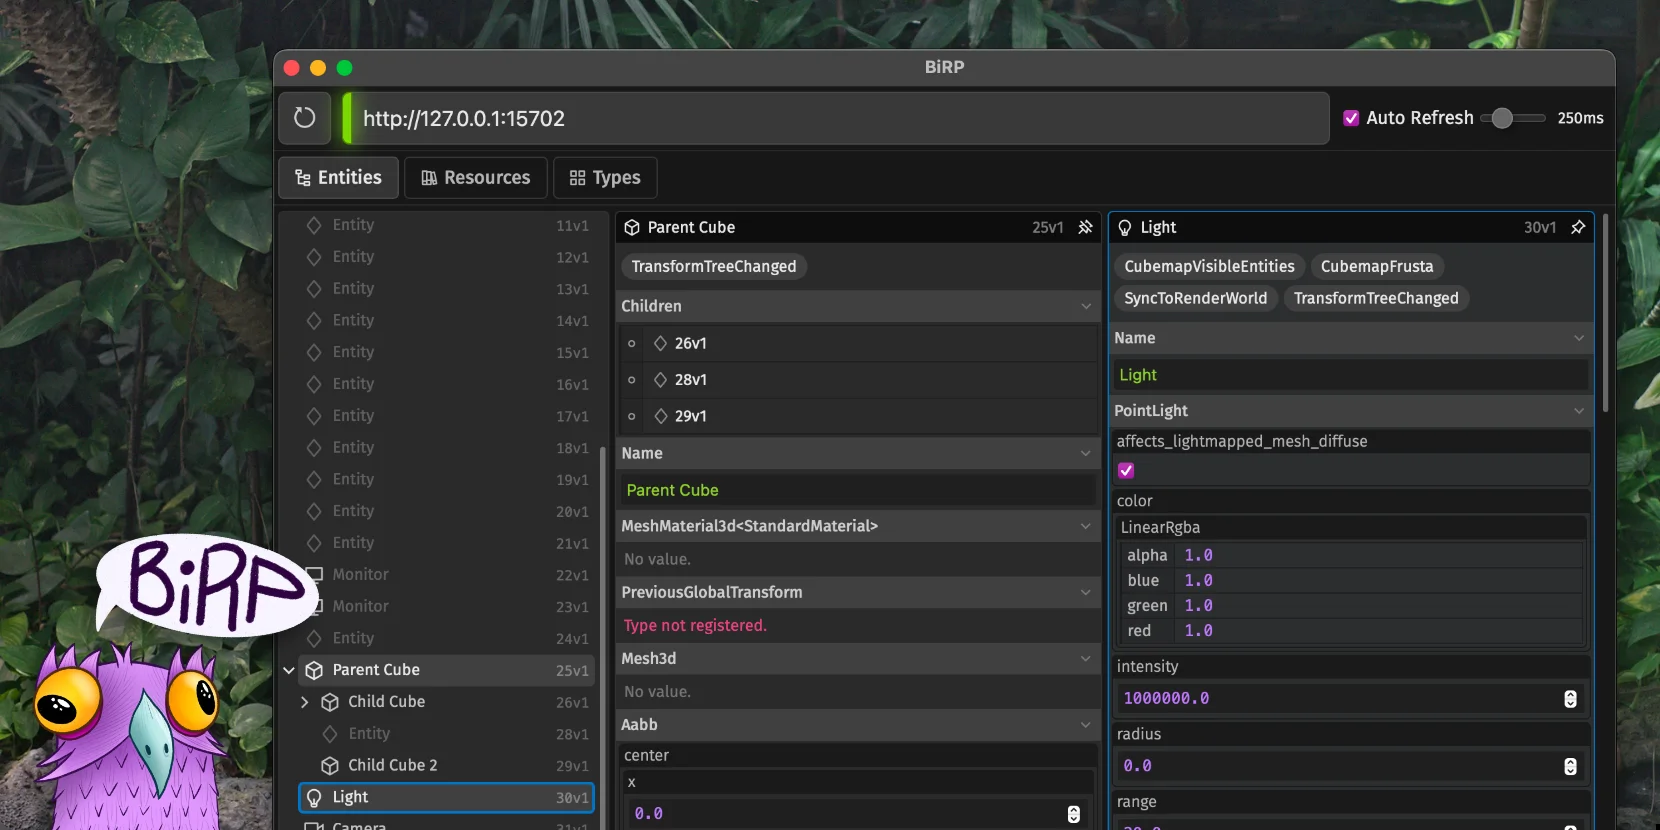 BiRP
http://127.0.0.1:15702
Auto Refresh
250ms
Entities
Resources
Types
Entity 11v1
Entity 12v1
Entity 13v1
Entity 14v1
Entity 15v1
Entity 16v1
Entity 17v1
Entity 18v1
Entity 19v1
Entity 20v1
Entity 21v1
Monitor 22v1
Monitor 23v1
Entity 24v1
Parent Cube 25v1
Child Cube 26v1
Entity 28v1
Child Cube 2 29v1
Light 30v1
Camera 31v1
Parent Cube 25v1
TransformTreeChanged
Children
26v1
28v1
29v1
Name
Parent Cube
MeshMaterial3d<StandardMaterial>
No value.
PreviousGlobalTransform
Type not registered.
Mesh3d
No value.
Aabb
center
x
0.0
Light 30v1
CubemapVisibleEntities CubemapFrusta
SyncToRenderWorld TransformTreeChanged
Name
Light
PointLight
affects_lightmapped_mesh_diffuse
color
LinearRgba
alpha 1.0
blue 1.0
green 1.0
red 1.0
intensity
1000000.0
radius
0.0
range
BiRP